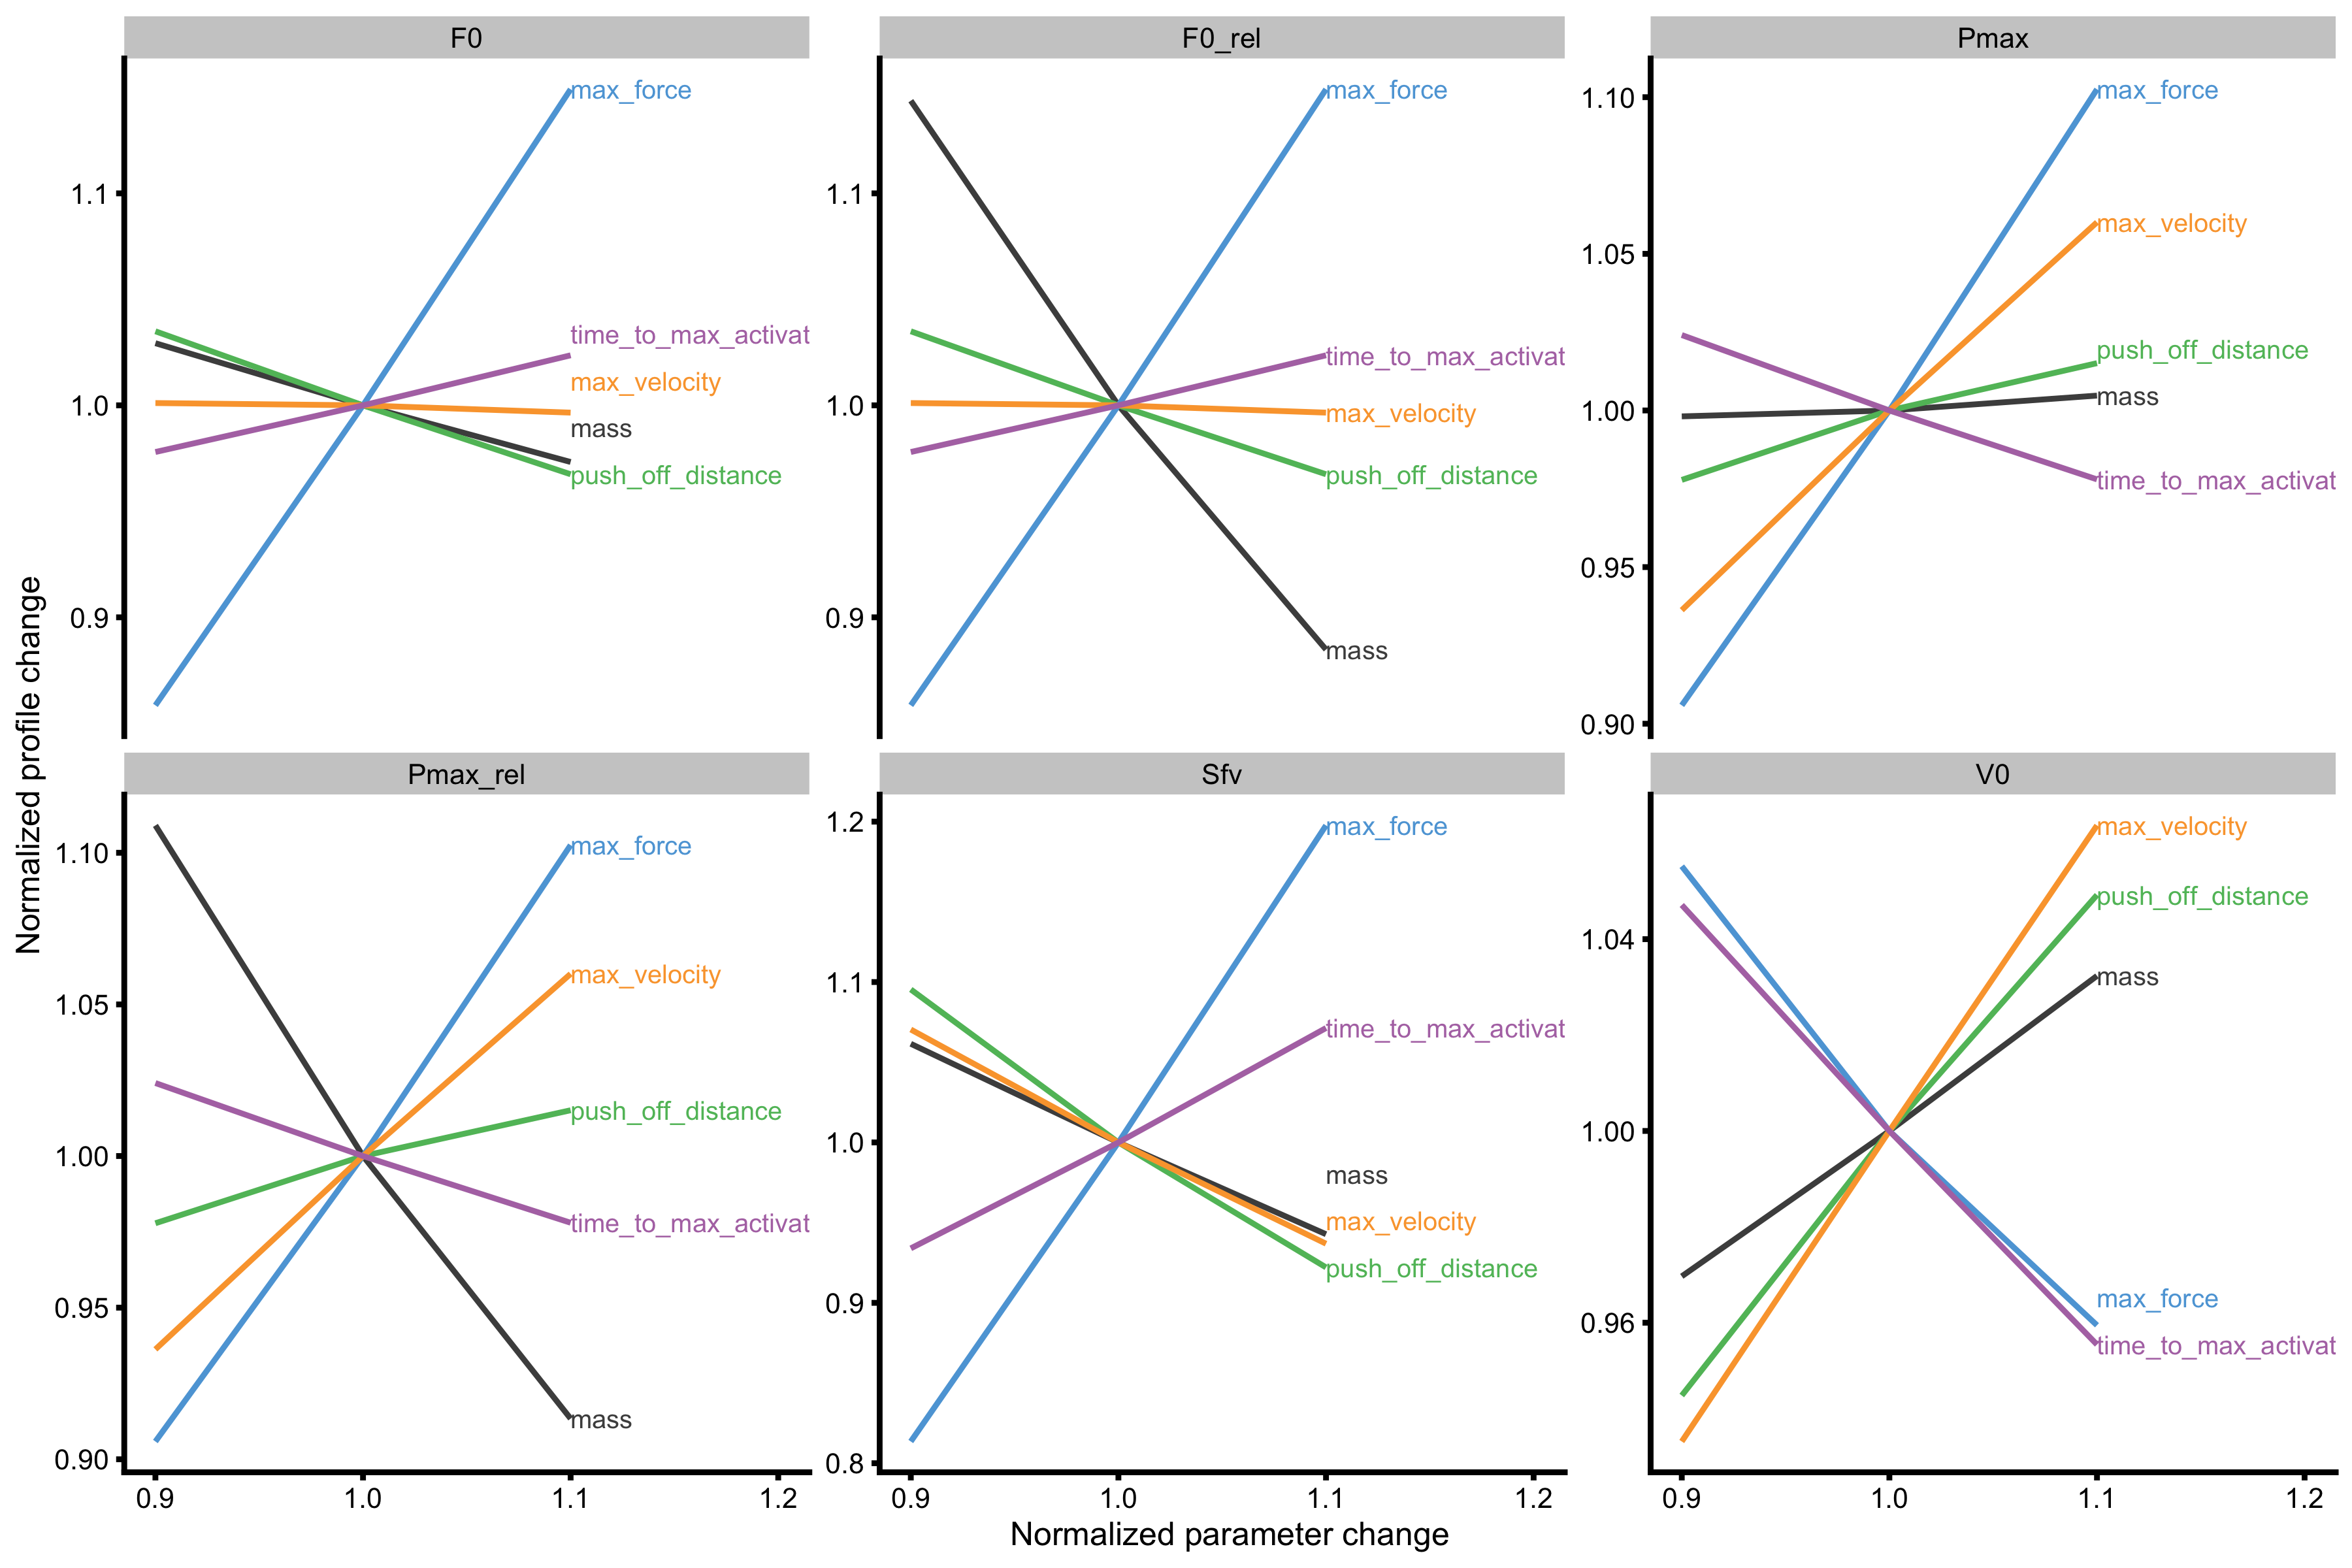 F0
F0_rel
Pmax
max_force
time_to_max_activat
max_velocity
mass
push_off_distance
1.1
1.0
0.9
max_force
time_to_max_activat
max_velocity
push_off_distance
mass
1.1
1.0
0.9
max_force
max_velocity
push_off_distance
mass
time_to_max_activat
1.10
1.05
1.00
0.95
0.90
Normalized profile change
Pmax_rel
Sfv
V0
max_force
max_velocity
push_off_distance
time_to_max_activat
mass
1.10
1.05
1.00
0.95
0.90
0.9 1.0 1.1 1.2
max_force
time_to_max_activat
mass
max_velocity
push_off_distance
1.2
1.1
1.0
0.9
0.8
0.9 1.0 1.1 1.2
max_velocity
push_off_distance
mass
max_force
time_to_max_activat
1.04
1.00
0.96
0.9 1.0 1.1 1.2
Normalized parameter change